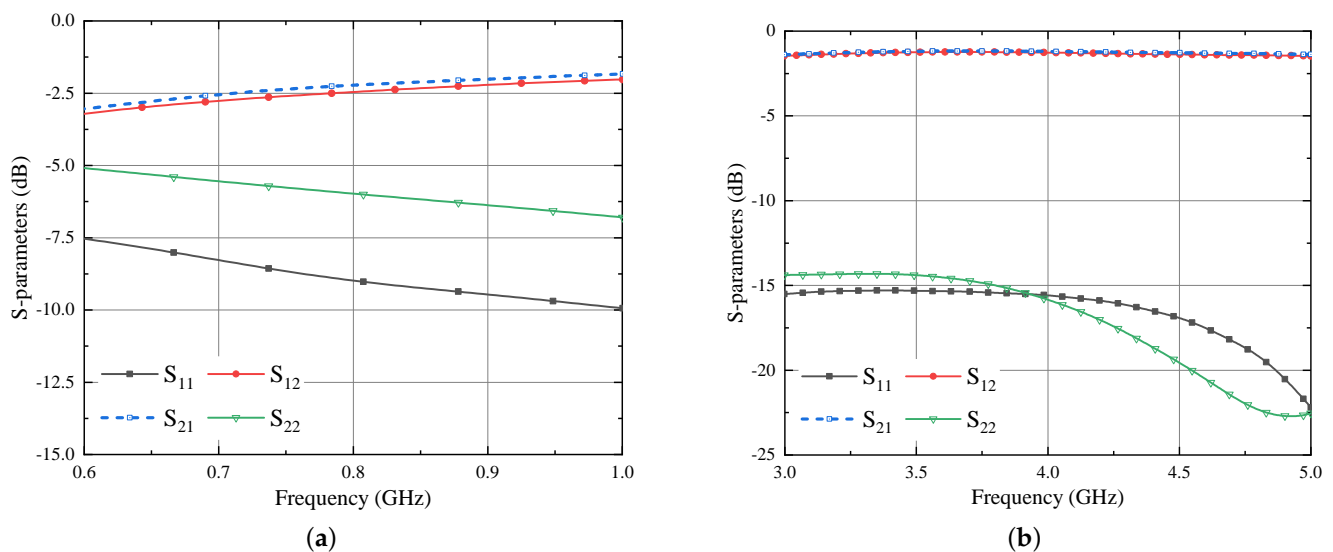 0.0
-2.5
-5.0
-7.5
-10.0
-12.5
-15.0
S-parameters (dB)
S11 S12
S21 S22
0.6 0.7 0.8 0.9 1.0
Frequency (GHz)
(a)
0
-5
-10
-15
-20
-25
S-parameters (dB)
S11 S12
S21 S22
3.0 3.5 4.0 4.5 5.0
Frequency (GHz)
(b)